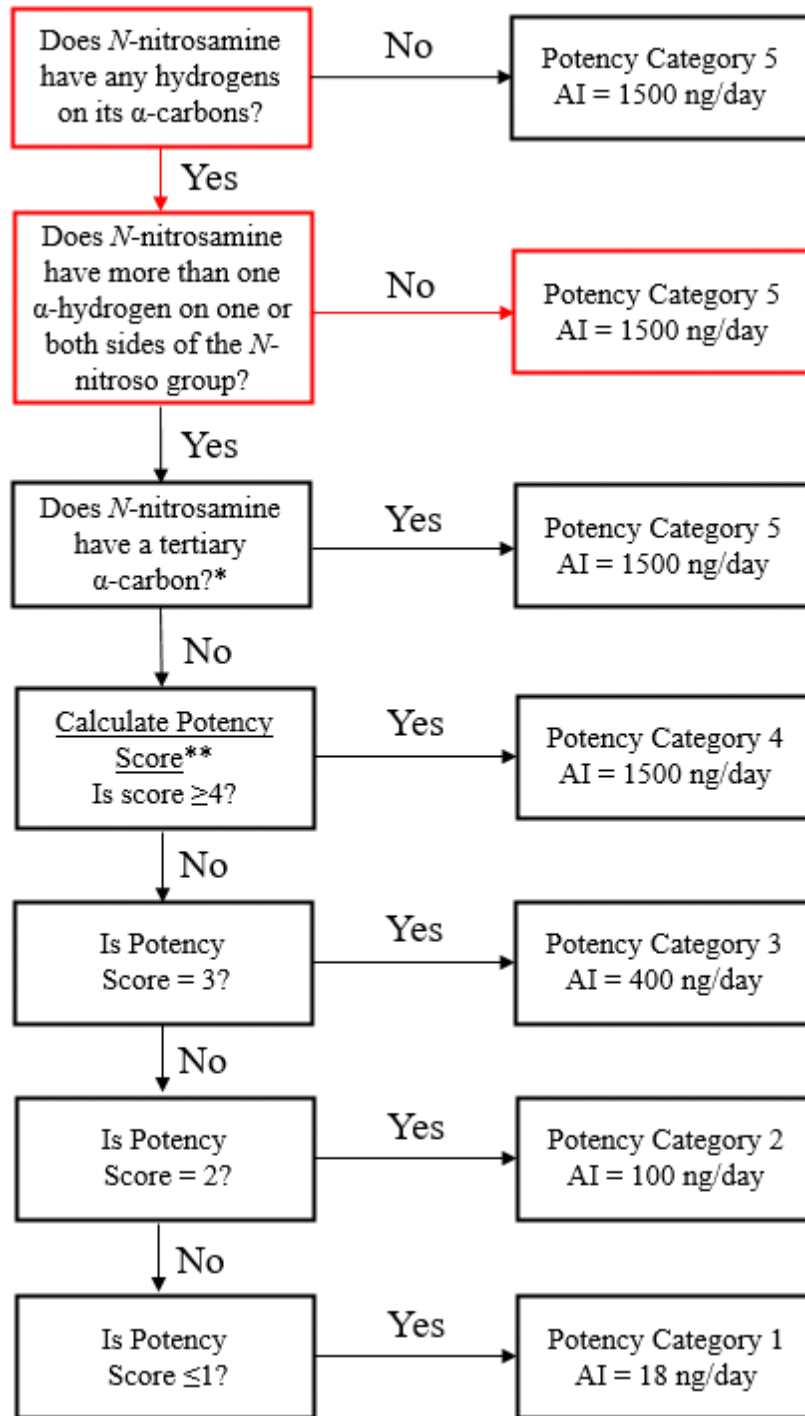 Does N-nitrosamine
have any hydrogens
on its α-carbons?
No
Potency Category 5
AI = 1500 ng/day
Yes
Does N-nitrosamine
have more than one
α-hydrogen on one or
both sides of the N-
nitroso group?
No
Potency Category 5
AI = 1500 ng/day
Yes
Does N-nitrosamine
have a tertiary
α-carbon?*
Yes
Potency Category 5
AI = 1500 ng/day
No
Calculate Potency
Score**
Is score ≥4?
Yes
Potency Category 4
AI = 1500 ng/day
No
Is Potency
Score = 3?
Yes
Potency Category 3
AI = 400 ng/day
No
Is Potency
Score = 2?
Yes
Potency Category 2
AI = 100 ng/day
No
Is Potency
Score ≤1?
Yes
Potency Category 1
AI = 18 ng/day